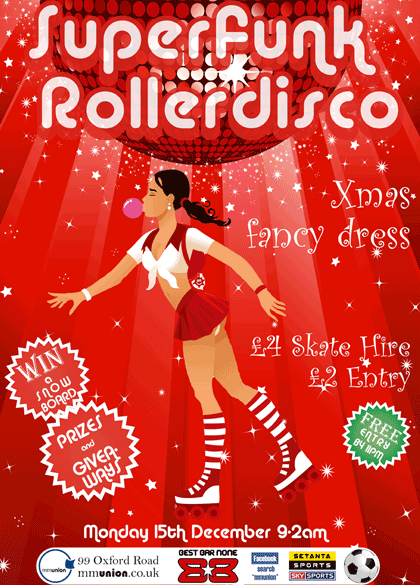 SuperFunk
Rollerdisco
Xmas
fancy dress
£4 Skate Hire
£2 Entry
WIN
a
SNOW
BOARD
PRIZES
and
GIVEA-
WAYS
FREE
ENTRY
BY 11PM
Monday 15th December 9-2am
mmunion
99 Oxford Road
mmunion.co.uk
BEST BAR NONE
Facebook
search
"mmunion"
SETANTA
SPORTS
SKY SPORTS